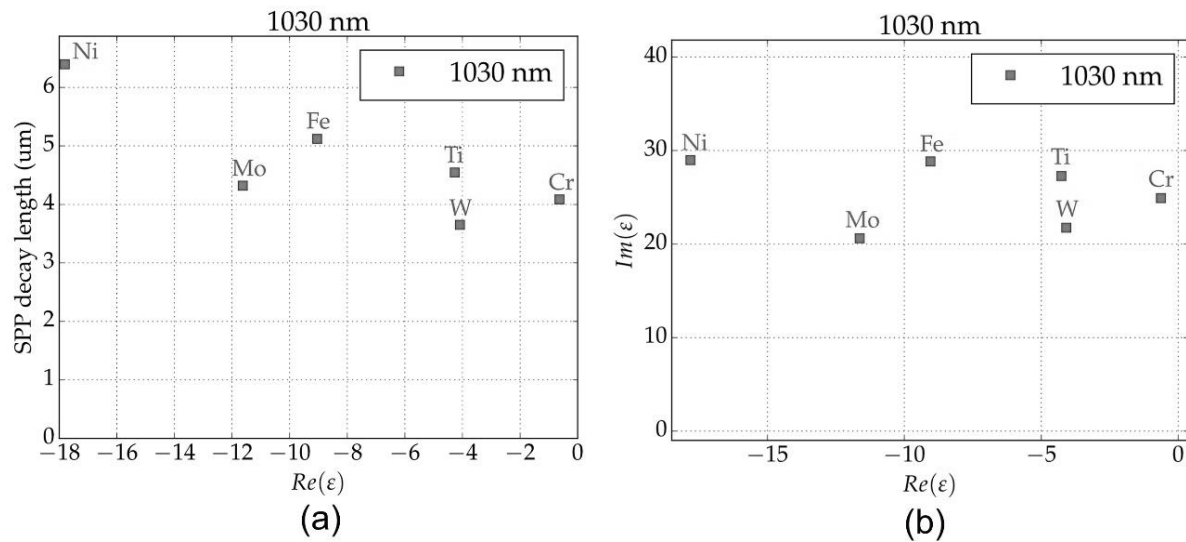 1030 nm
1030 nm
Ni
Fe
Mo
Ti
W
Cr
SPP decay length (um)
6
5
4
3
2
1
0
−18 −16 −14 −12 −10 −8 −6 −4 −2 0
Re(ε)
(a)
1030 nm
1030 nm
Ni
Fe
Ti
Cr
Mo
W
Im(ε)
40
30
20
10
0
−15 −10 −5 0
Re(ε)
(b)